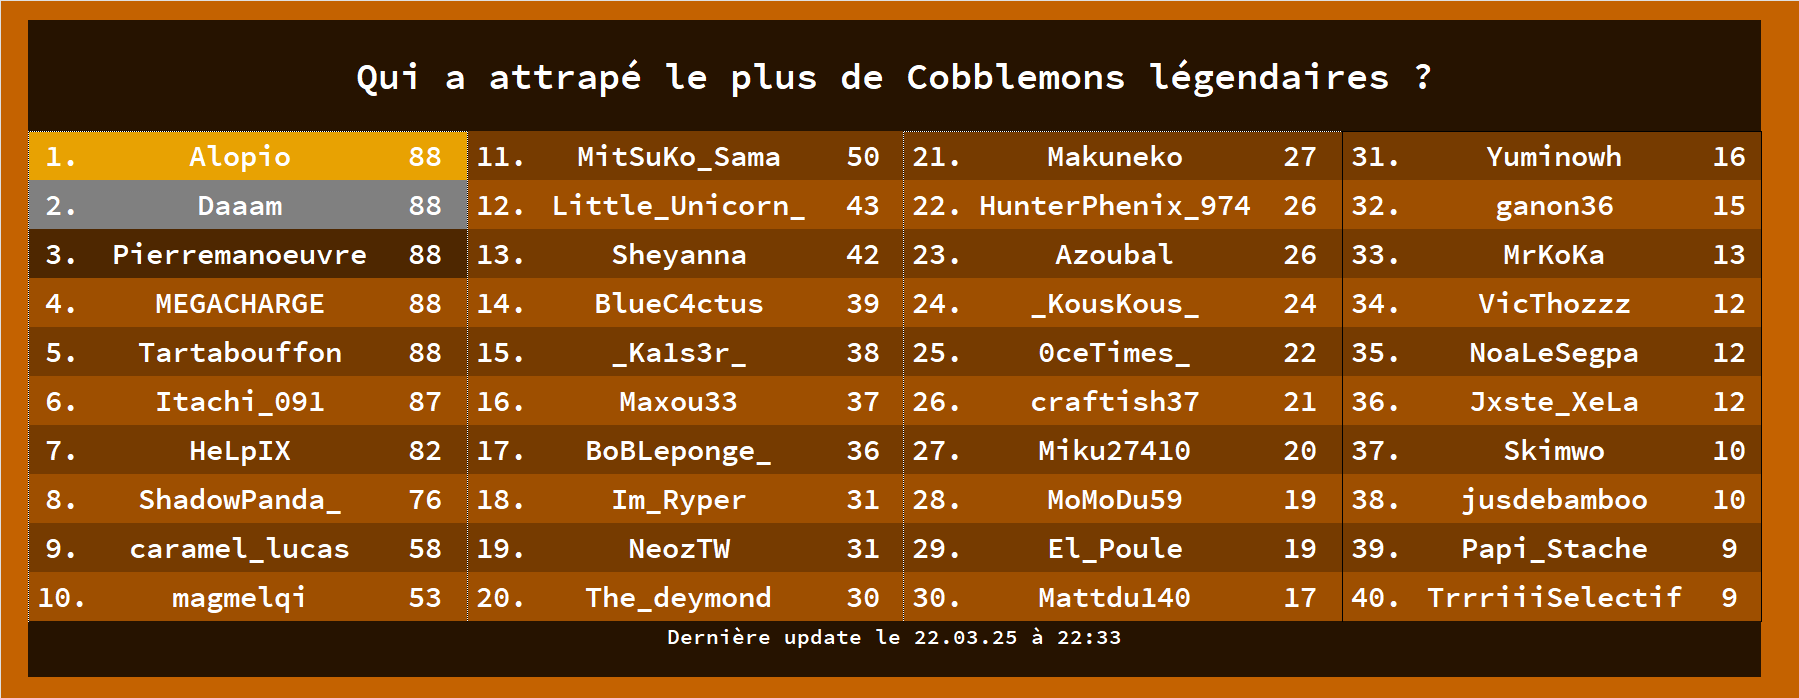 Qui a attrapé le plus de Cobblemons légendaires ?
1. Alopio 88
2. Daaam 88
3. Pierremanoeuvre 88
4. MEGACHARGE 88
5. Tartabouffon 88
6. Itachi_091 87
7. HeLpIX 82
8. ShadowPanda_ 76
9. caramel_lucas 58
10. magmelqi 53
11. MitSuKo_Sama 50
12. Little_Unicorn_ 43
13. Sheyanna 42
14. BlueC4ctus 39
15. _Ka1s3r_ 38
16. Maxou33 37
17. BoBLeponge_ 36
18. Im_Ryper 31
19. NeozTW 31
20. The_deymond 30
21. Makuneko 27
22. HunterPhenix_974 26
23. Azoubal 26
24. _KousKous_ 24
25. 0ceTimes_ 22
26. craftish37 21
27. Miku27410 20
28. MoMoDu59 19
29. El_Poule 19
30. Mattdu140 17
31. Yuminowh 16
32. ganon36 15
33. MrKoKa 13
34. VicThozzz 12
35. NoaLeSegpa 12
36. Jxste_XeLa 12
37. Skimwo 10
38. jusdebamboo 10
39. Papi_Stache 9
40. TrrriiiSelectif 9
Dernière update le 22.03.25 à 22:33